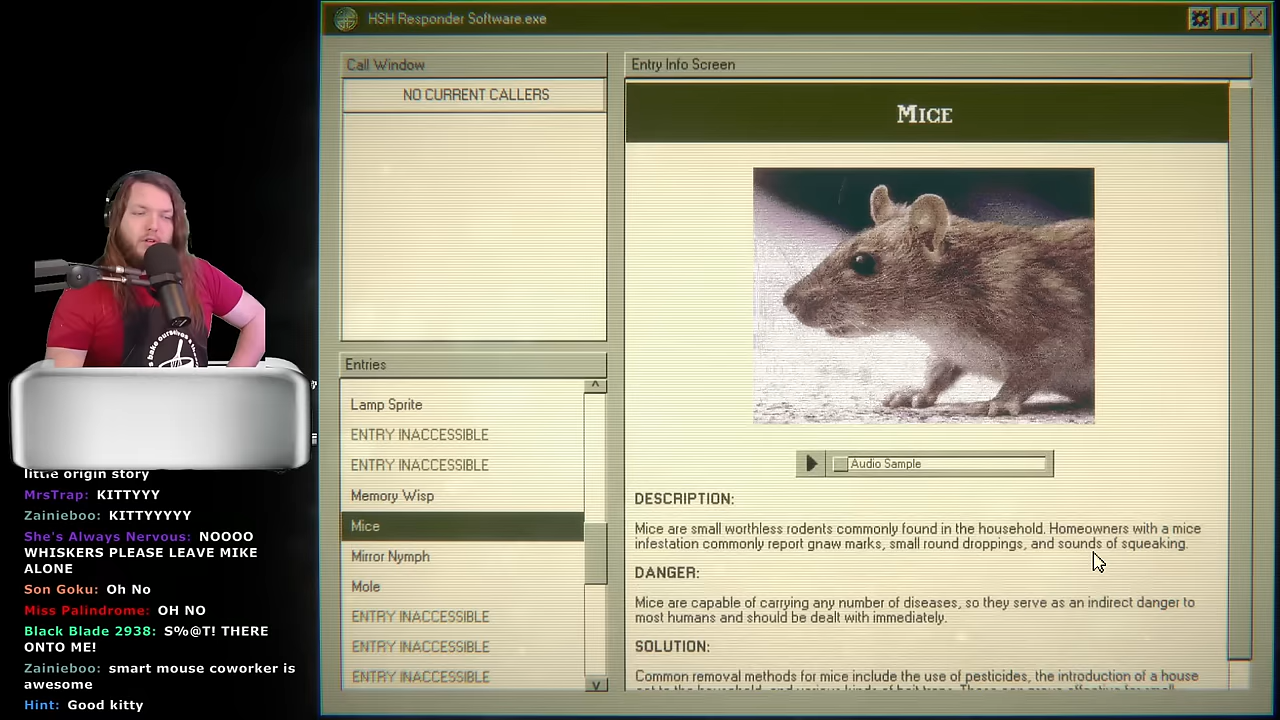 HSH Responder Software.exe
Call Window
NO CURRENT CALLERS
Entries
Lamp Sprite
ENTRY INACCESSIBLE
ENTRY INACCESSIBLE
Memory Wisp
Mice
Mirror Nymph
Mole
ENTRY INACCESSIBLE
ENTRY INACCESSIBLE
ENTRY INACCESSIBLE
Entry Info Screen
MICE
Audio Sample
DESCRIPTION:
Mice are small worthless rodents commonly found in the household. Homeowners with a mice
infestation commonly report gnaw marks, small round droppings, and sounds of squeaking.
DANGER:
Mice are capable of carrying any number of diseases, so they serve as an indirect danger to
most humans and should be dealt with immediately.
SOLUTION:
Common removal methods for mice include the use of pesticides, the introduction of a house
little origin story
MrsTrap: KITTYYY
Zainieboo: KITTYYYYY
She's Always Nervous: NOOOO
WHISKERS PLEASE LEAVE MIKE
ALONE
Son Goku: Oh No
Miss Palindrome: OH NO
Black Blade 2938: S%@T! THERE
ONTO ME!
Zainieboo: smart mouse coworker is
awesome
Hint: Good kitty